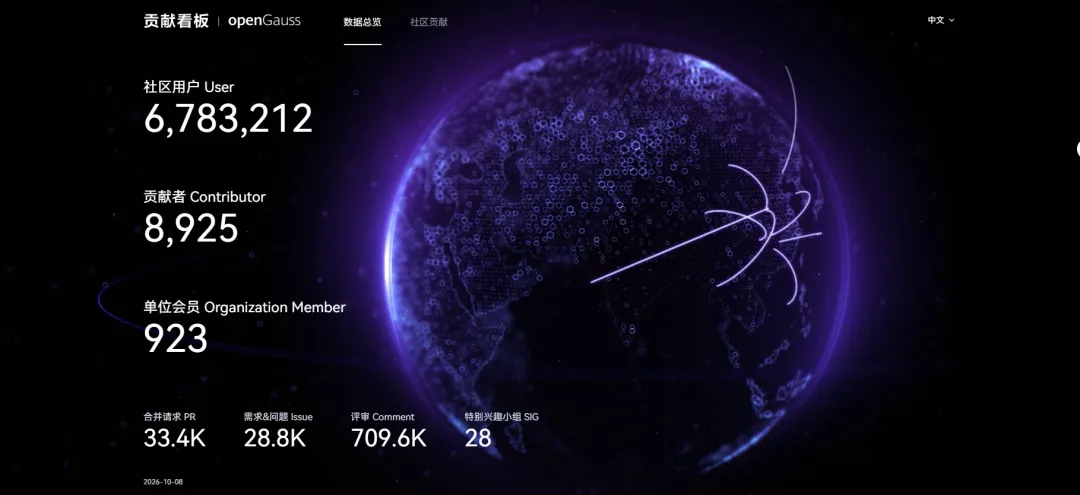 贡献看板 | openGauss 数据总览 社区贡献 中文
社区用户 User
6,783,212
贡献者 Contributor
8,925
单位会员 Organization Member
923
合并请求 PR 需求&问题 Issue 评审 Comment 特别兴趣小组 SIG
33.4K 28.8K 709.6K 28
2026-10-08